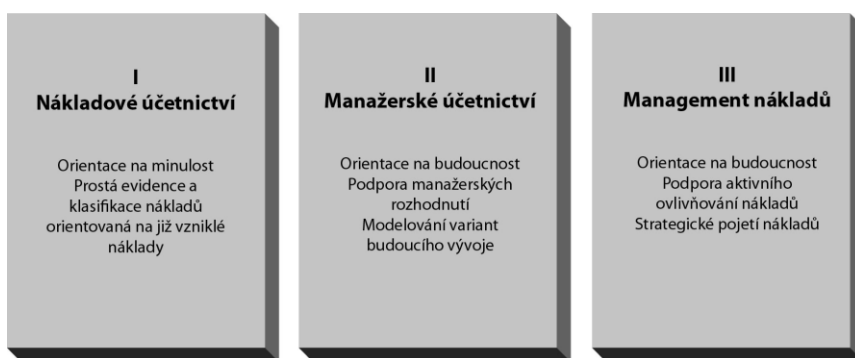 I
Nákladové účetnictví
Orientace na minulost
Prostá evidence a
klasifikace nákladů
orientovaná na již vzniklé
náklady
II
Manažerské účetnictví
Orientace na budoucnost
Podpora manažerských
rozhodnutí
Modelování variant
budoucího vývoje
III
Management nákladů
Orientace na budoucnost
Podpora aktivního
ovlivňování nákladů
Strategické pojetí nákladů